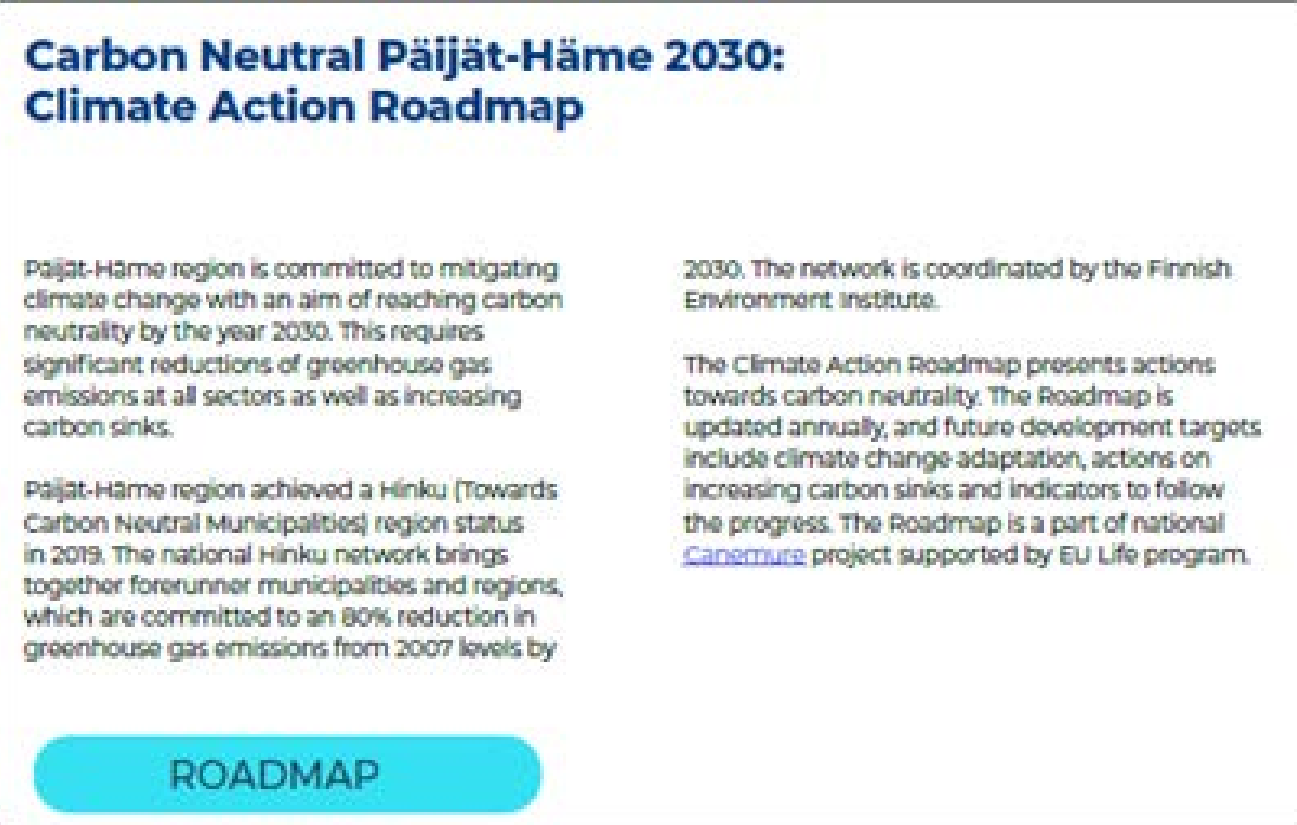 Carbon Neutral Päijät-Häme 2030:
Climate Action Roadmap
Päijät-Häme region is committed to mitigating
climate change with an aim of reaching carbon
neutrality by the year 2030. This requires
significant reductions of greenhouse gas
emissions at all sectors as well as increasing
carbon sinks.
Päijät-Häme region achieved a Hinku (Towards
Carbon Neutral Municipalities) region status
in 2019. The national Hinku network brings
together forerunner municipalities and regions,
which are committed to an 80% reduction in
greenhouse gas emissions from 2007 levels by
2030. The network is coordinated by the Finnish
Environment Institute.
The Climate Action Roadmap presents actions
towards carbon neutrality. The Roadmap is
updated annually, and future development targets
include climate change adaptation, actions on
increasing carbon sinks and indicators to follow
the progress. The Roadmap is a part of national
Canemure project supported by EU Life program.
ROADMAP